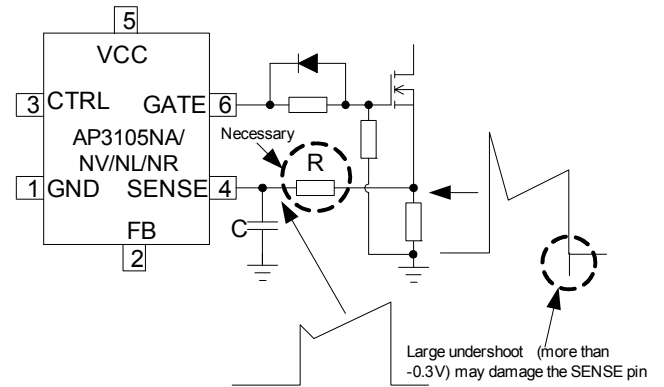 5
VCC
3 CTRL GATE 6
AP3105NA/
NV/NL/NR
Necessary
R
1 GND SENSE 4
C
FB
2
Large undershoot (more than
-0.3V) may damage the SENSE pin